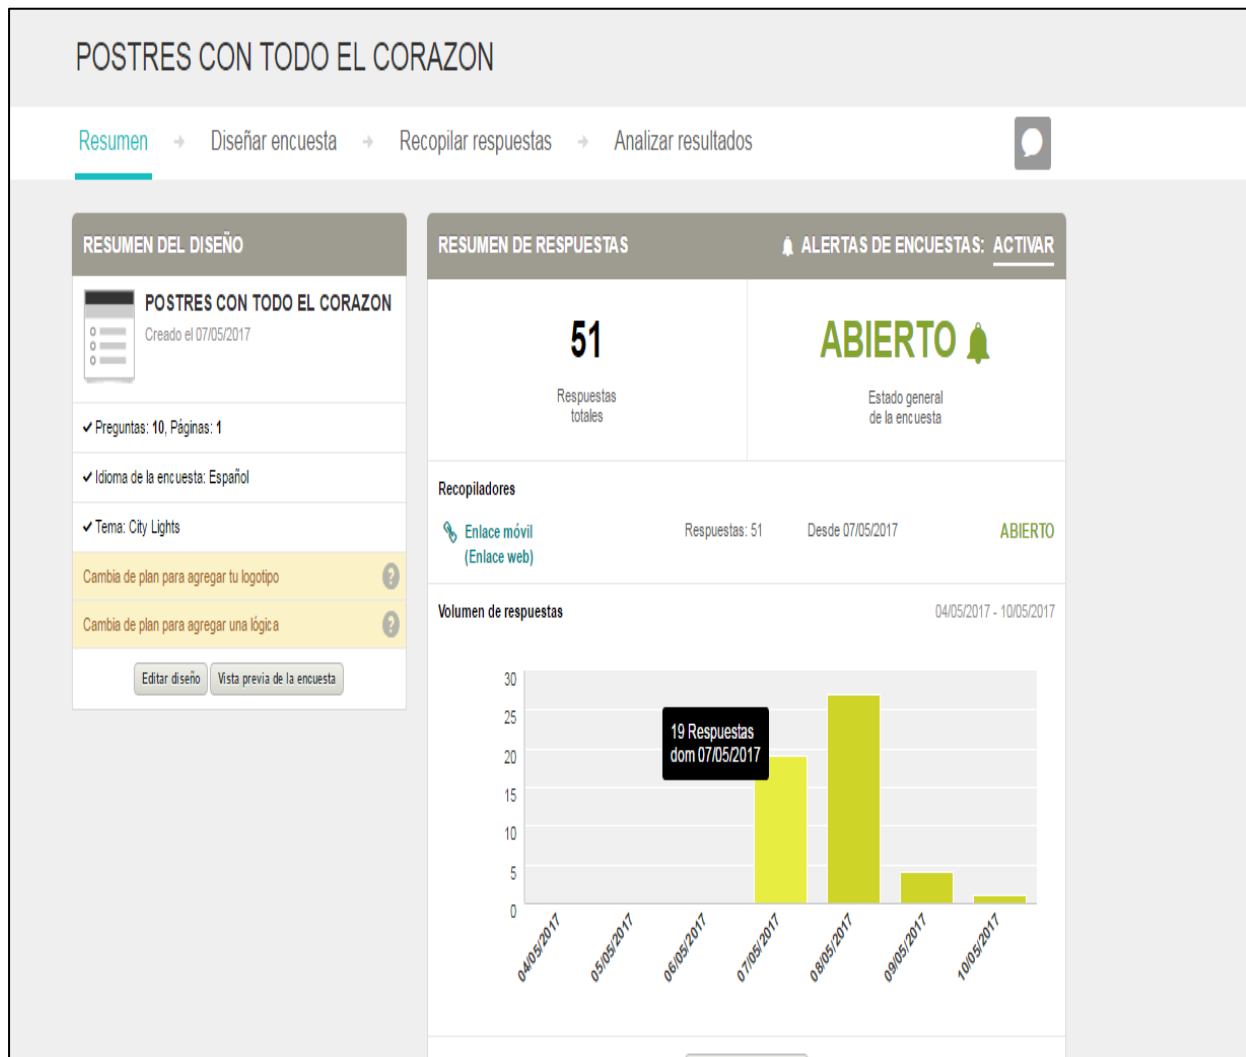 POSTRES CON TODO EL CORAZON
Resumen
Diseñar encuesta
Recopilar respuestas
Analizar resultados
RESUMEN DEL DISEÑO
POSTRES CON TODO EL CORAZON
Creado el 07/05/2017
Preguntas: 10, Páginas: 1
Idioma de la encuesta: Español
Tema: City Lights
Cambia de plan para agregar tu logotipo ?
Cambia de plan para agregar una lógica ?
Editar diseño
Vista previa de la encuesta
RESUMEN DE RESPUESTAS
ALERTAS DE ENCUESTAS: ACTIVAR
51
Respuestas
totales
ABIERTO
Estado general
de la encuesta
Recopiladores
Enlace móvil
(Enlace web)
Respuestas: 51
Desde 07/05/2017
ABIERTO
Volumen de respuestas
04/05/2017 - 10/05/2017
30
25
20
15
10
5
0
19 Respuestas
dom 07/05/2017
04/05/2017
05/05/2017
06/05/2017
07/05/2017
08/05/2017
09/05/2017
10/05/2017